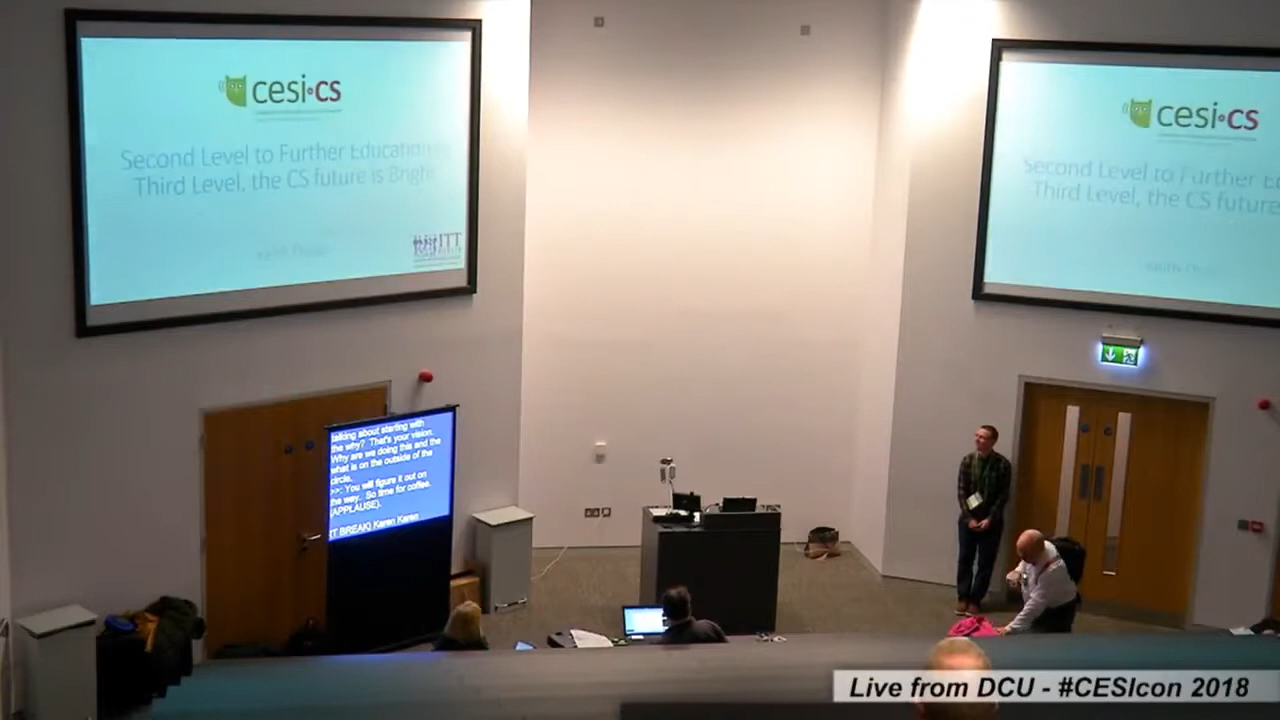 cesi•cs
Second Level to Further Education
Third Level, the CS future is Bright
ITT
cesi•cs
Second Level to Further
Third Level, the CS future
talking about starting with
the why? That's your vision.
Why are we doing this and the
what is on the outside of the
circle.
>>: You will figure it out on
the way. So time for coffee.
(APPLAUSE).
IT BREAK) Karen Karen
Live from DCU - #CESIcon 2018